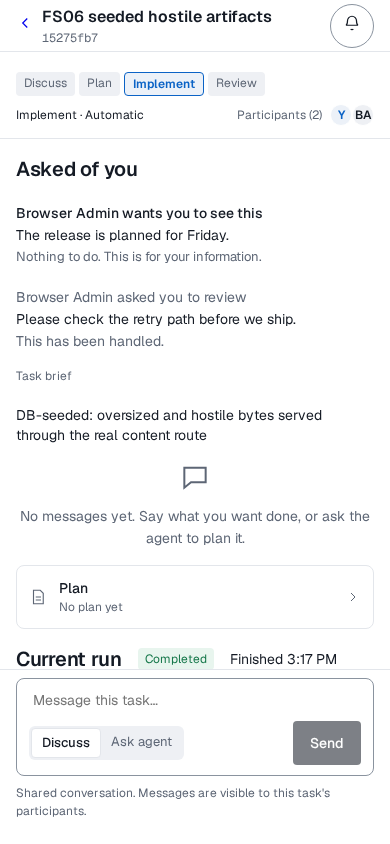 FS06 seeded hostile artifacts
15275fb7
Discuss Plan Implement Review
Implement · Automatic Participants (2) Y BA
Asked of you
Browser Admin wants you to see this
The release is planned for Friday.
Nothing to do. This is for your information.
Browser Admin asked you to review
Please check the retry path before we ship.
This has been handled.
Task brief
DB-seeded: oversized and hostile bytes served
through the real content route
No messages yet. Say what you want done, or ask the
agent to plan it.
Plan
No plan yet
Current run Completed Finished 3:17 PM
Message this task...
Discuss Ask agent Send
Shared conversation. Messages are visible to this task's
participants.